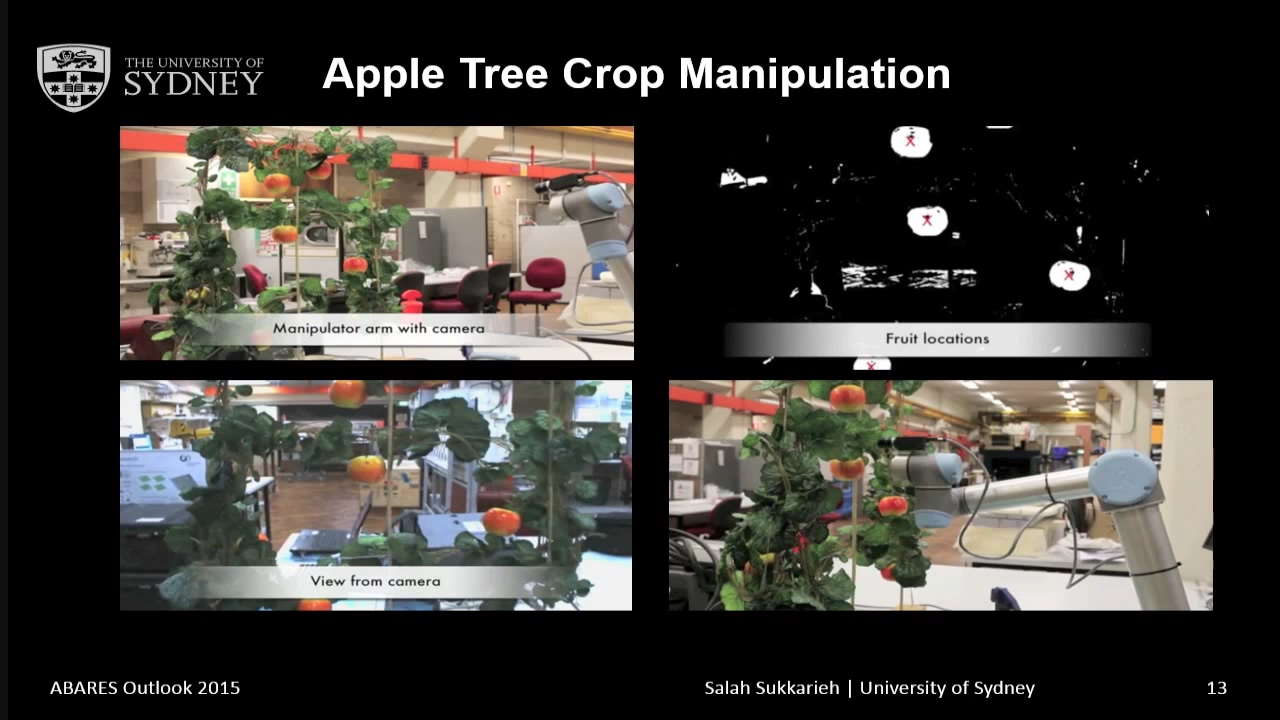 THE UNIVERSITY OF
SYDNEY
Apple Tree Crop Manipulation
Manipulator arm with camera
Fruit locations
View from camera
ABARES Outlook 2015
Salah Sukkarieh | University of Sydney
13